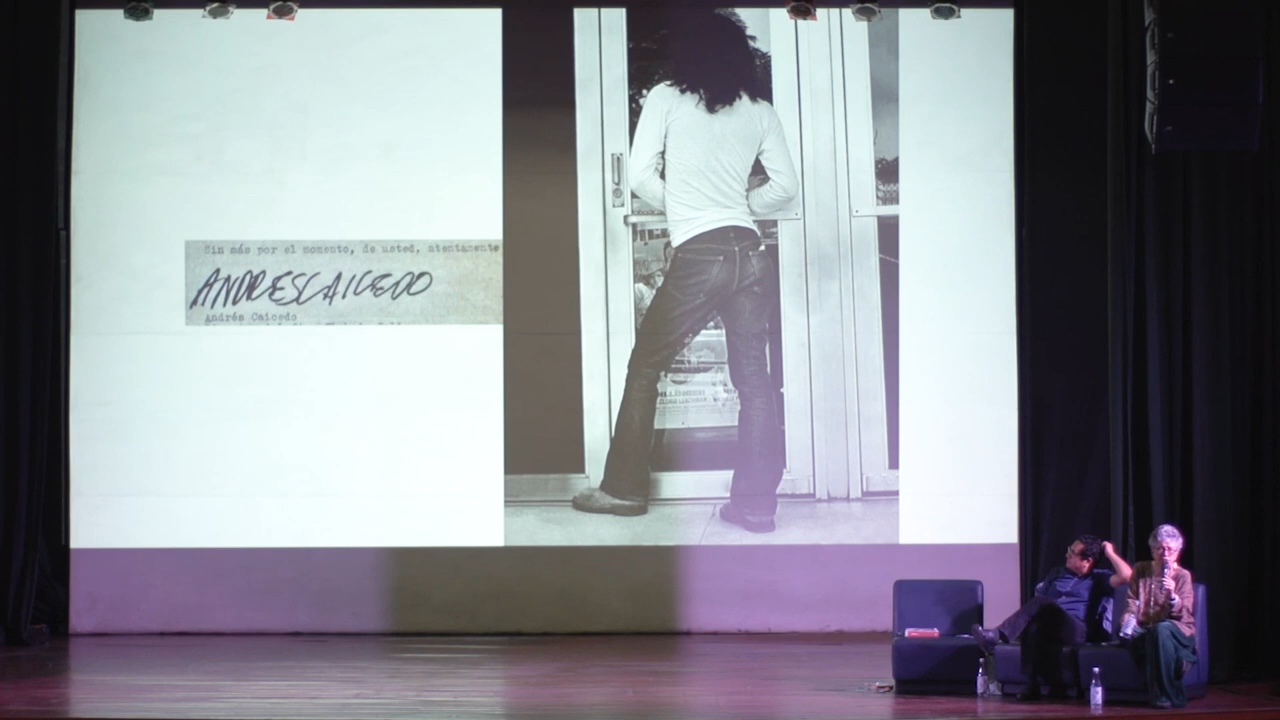 Sin más por el momento, de usted, atentamente
ANDRESCAICEDO
Andrés Caicedo